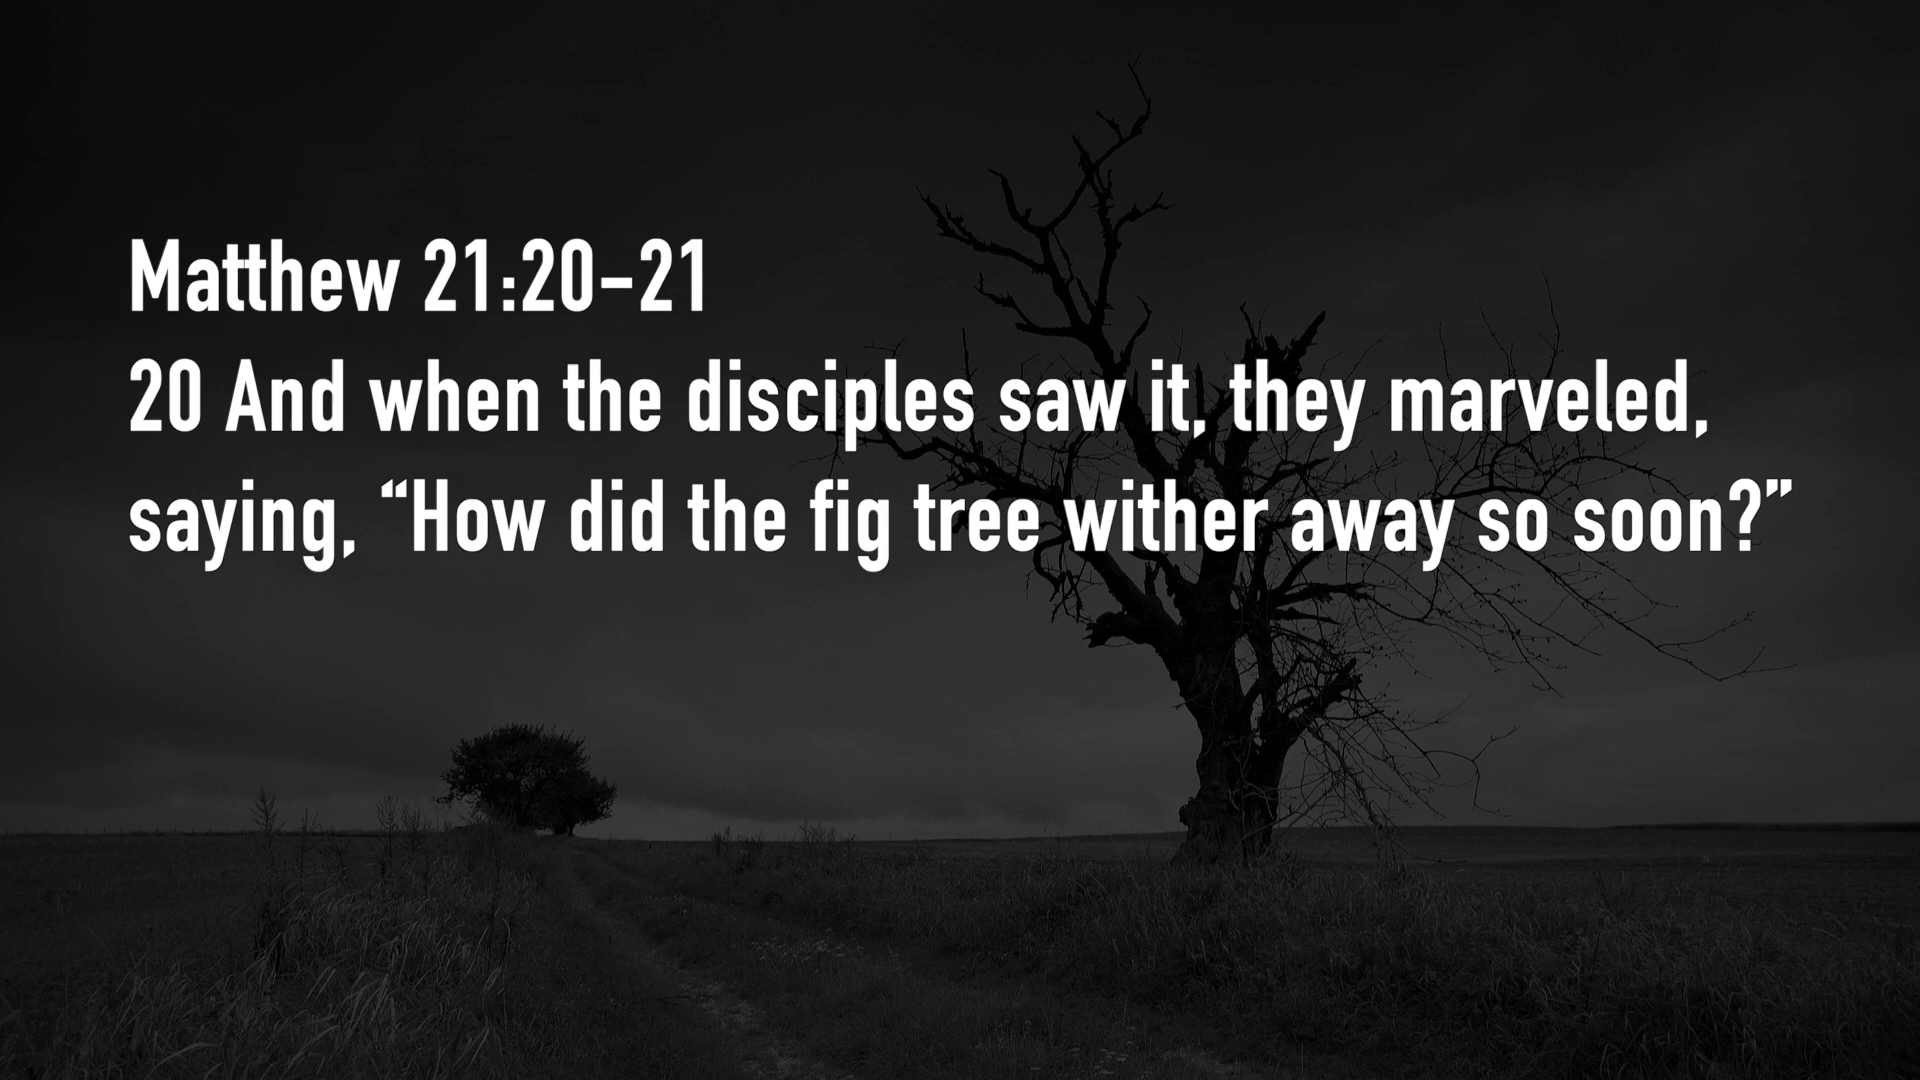 Matthew 21:20–21
20 And when the disciples saw it, they marveled,
saying, “How did the fig tree wither away so soon?”